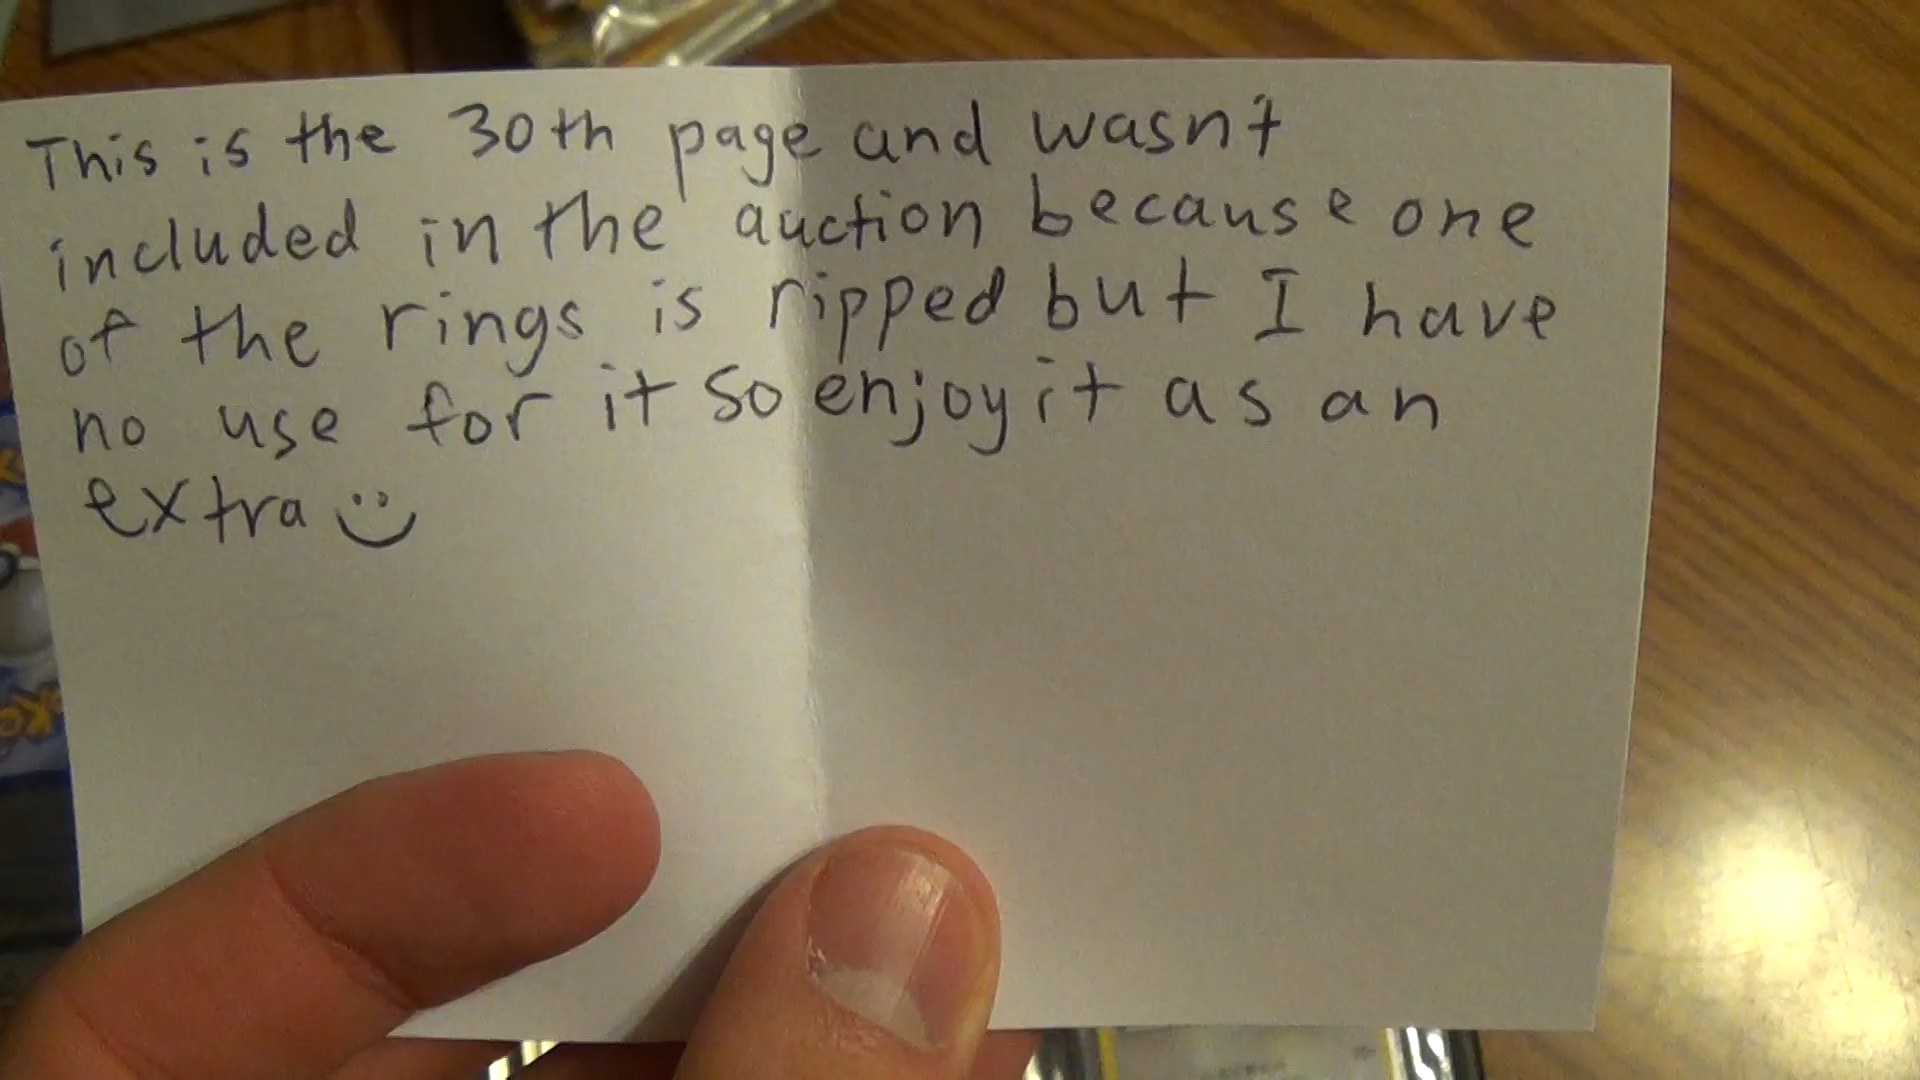 This is the 30th page and wasn't
included in the auction because one
of the rings is ripped but I have
no use for it so enjoy it as an
extra